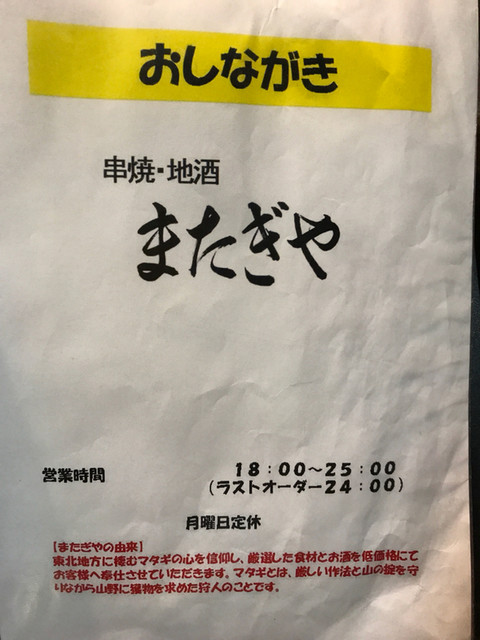 おしながき
串焼・地酒
またぎや
営業時間 18:00～25:00
(ラストオーダー24:00)
月曜日定休
【またぎやの由来】
東北地方に棲むマタギの心を信仰し、厳選した食材とお酒を低価格にて
お客様へ奉仕させていただきます。マタギとは、厳しい作法と山の掟を守
りながら山野に獲物を求めた狩人のことです。